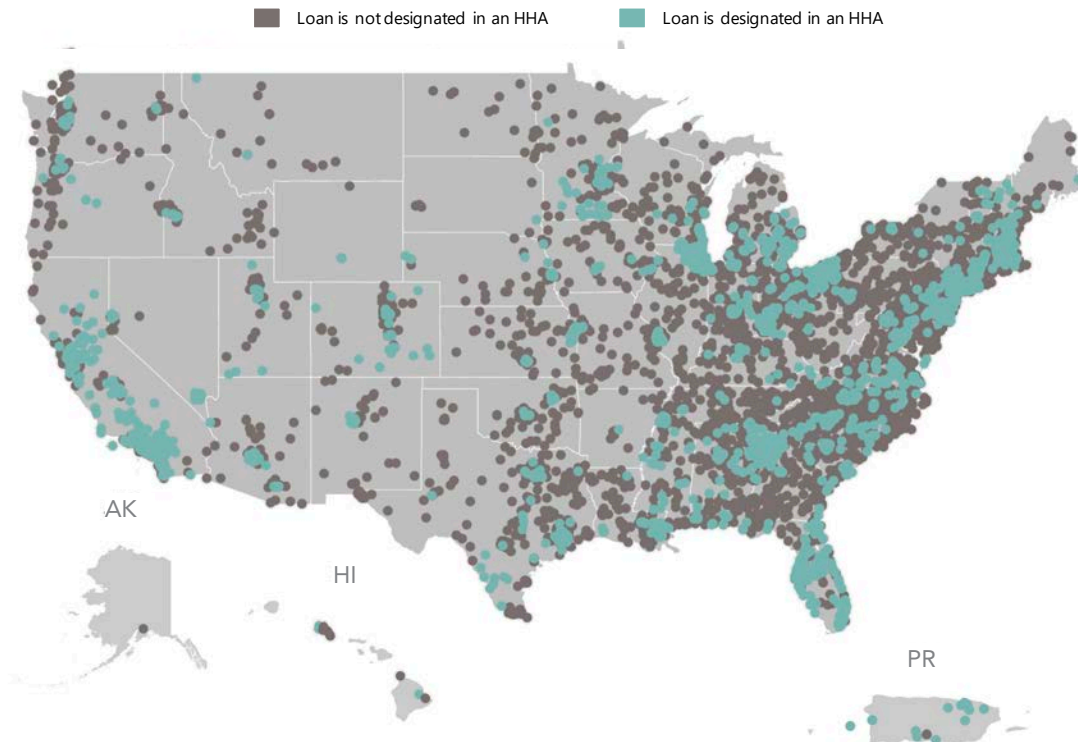 Loan is not designated in an HHA
Loan is designated in an HHA
AK
HI
PR